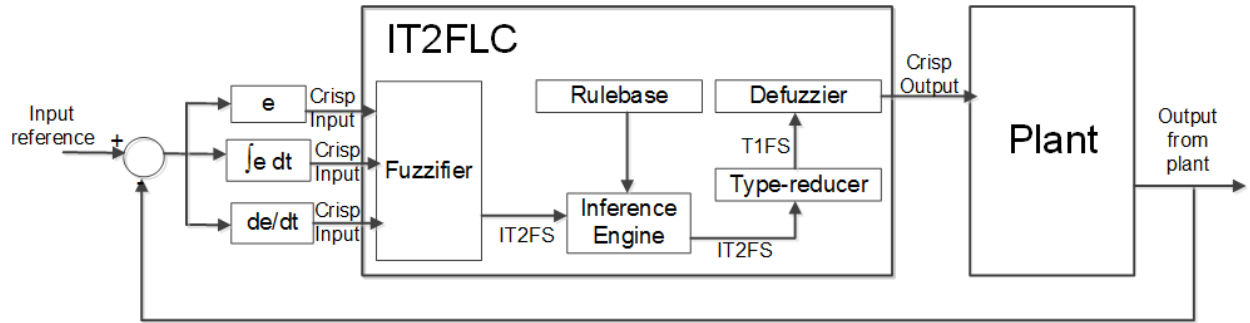 IT2FLC
Input
reference
+
-
e
∫e dt
de/dt
Crisp
Input
Crisp
Input
Crisp
Input
Fuzzifier
IT2FS
Rulebase
Inference
Engine
IT2FS
Type-reducer
T1FS
Defuzzier
Crisp
Output
Plant
Output
from
plant